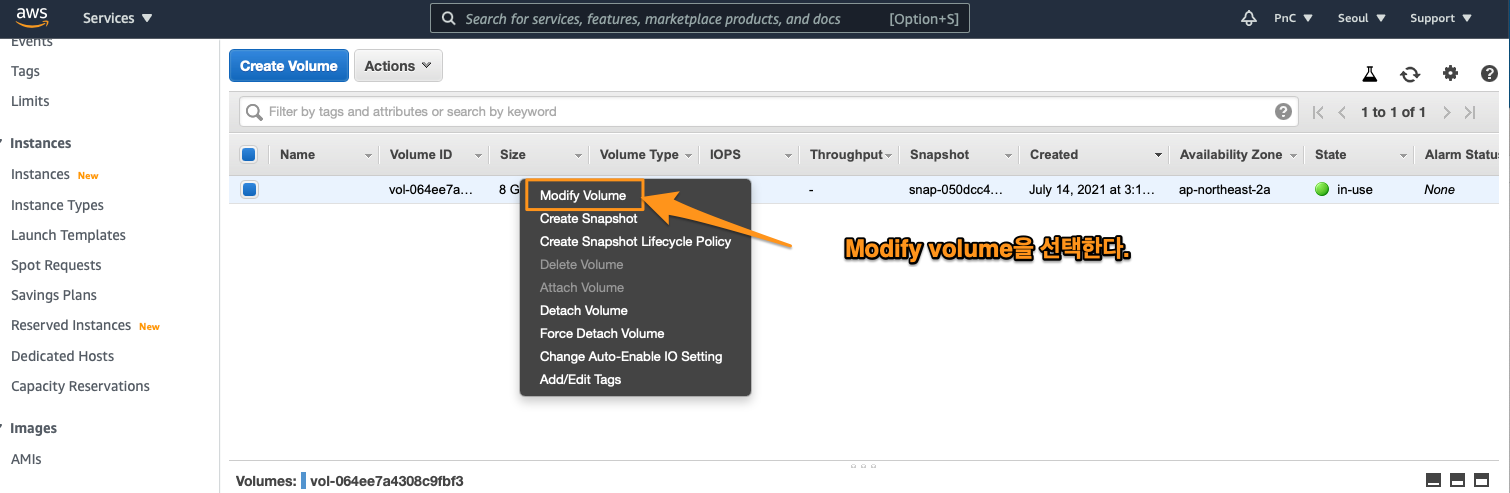 aws
Services
Search for services, features, marketplace products, and docs [Option+S]
PnC
Seoul
Support
Events
Tags
Limits
Instances
Instances New
Instance Types
Launch Templates
Spot Requests
Savings Plans
Reserved Instances New
Dedicated Hosts
Capacity Reservations
Images
AMIs
Create Volume
Actions
Filter by tags and attributes or search by keyword
1 to 1 of 1
Name Volume ID Size Volume Type IOPS Throughput Snapshot Created Availability Zone State Alarm Status
vol-064ee7a... 8 G - snap-050dcc4... July 14, 2021 at 3:1... ap-northeast-2a in-use None
Modify Volume
Create Snapshot
Create Snapshot Lifecycle Policy
Delete Volume
Attach Volume
Detach Volume
Force Detach Volume
Change Auto-Enable IO Setting
Add/Edit Tags
Modify volume을 선택한다.
Volumes: vol-064ee7a4308c9fbf3